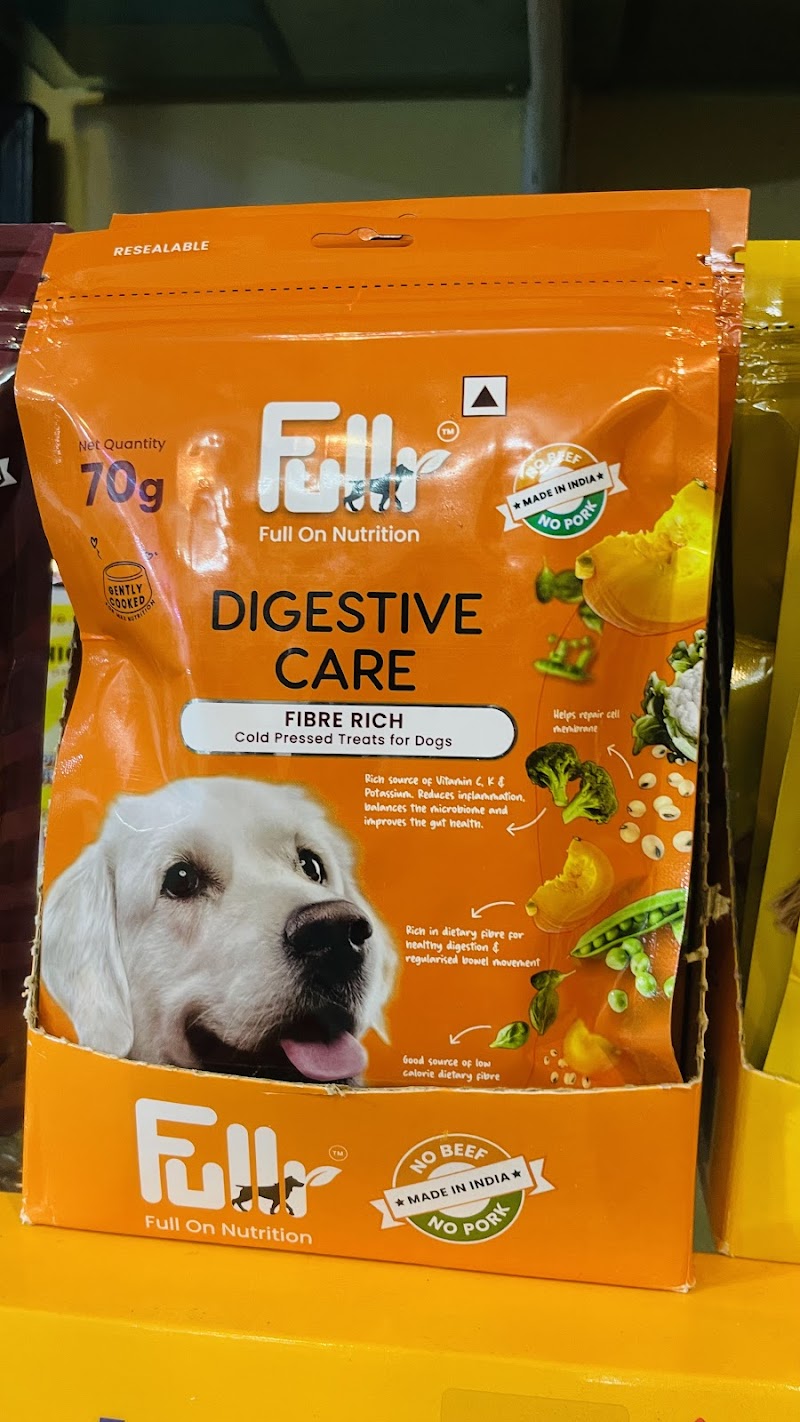 RESEALABLE
Net Quantity
70g
Fullr
TM
Full On Nutrition
NO BEEF
MADE IN INDIA
NO PORK
GENTLY
COOKED
DIGESTIVE
CARE
FIBRE RICH
Cold Pressed Treats for Dogs
Helps repair cell
membrane
Rich source of Vitamin C, K &
Potassium. Reduces inflammation,
balances the microbiome and
improves the gut health.
Rich in dietary fibre for
healthy digestion &
regularised bowel movement
Good source of low
calorie dietary fibre
Fullr
TM
Full On Nutrition
NO BEEF
MADE IN INDIA
NO PORK